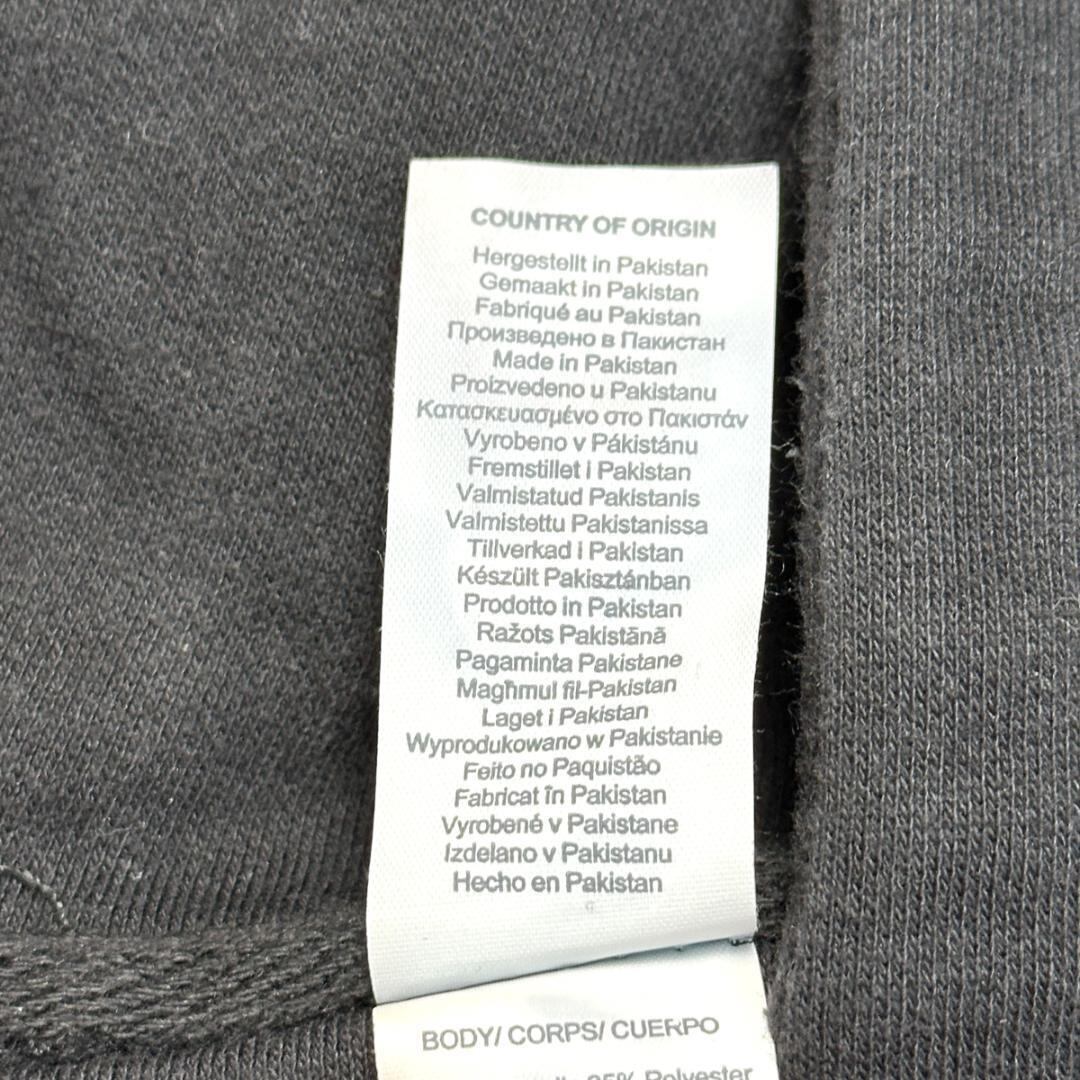 COUNTRY OF ORIGIN
Hergestellt in Pakistan
Gemaakt in Pakistan
Fabriqué au Pakistan
Произведено в Пакистан
Made in Pakistan
Proizvedeno u Pakistanu
Κατασκευασμένο στο Πακιστάν
Vyrobeno v Pákistánu
Fremstillet i Pakistan
Valmistatud Pakistanis
Valmistettu Pakistanissa
Tillverkad i Pakistan
Készült Pakisztánban
Prodotto in Pakistan
Ražots Pakistānā
Pagaminta Pakistane
Magħmul fil-Pakistan
Laget i Pakistan
Wyprodukowano w Pakistanie
Feito no Paquistão
Fabricat în Pakistan
Vyrobené v Pakistane
Izdelano v Pakistanu
Hecho en Pakistan
BODY/ CORPS/ CUERPO
Polyester